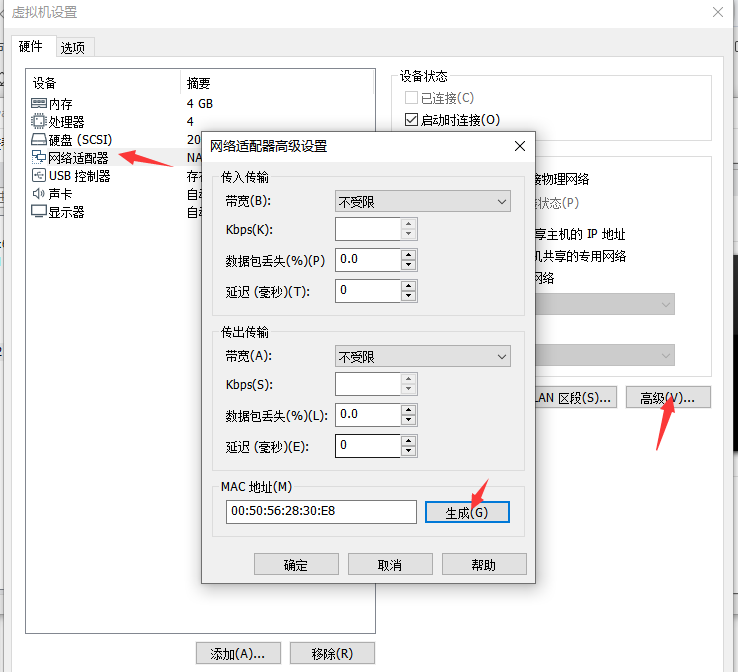 虚拟机设置
硬件 选项
设备 摘要
内存 4 GB
处理器 4
硬盘 (SCSI) 20
网络适配器 NA
USB 控制器
声卡 自
显示器 自
添加(A)... 移除(R)
设备状态
已连接(C)
启动时连接(O)
接物理网络
状态(P)
享主机的 IP 地址
机共享的专用网络
网络
LAN 区段(S)... 高级(V)...
网络适配器高级设置
传入传输
带宽(B): 不受限
Kbps(K):
数据包丢失(%)(P) 0.0
延迟 (毫秒)(T): 0
传出传输
带宽(A): 不受限
Kbps(S):
数据包丢失(%)(L): 0.0
延迟 (毫秒)(E): 0
MAC 地址(M)
00:50:56:28:30:E8 生成(G)
确定 取消 帮助